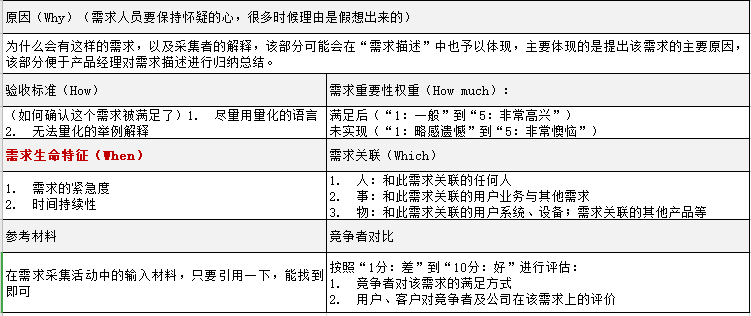 原因（Why）（需求人员要保持怀疑的心，很多时候理由是假想出来的）
为什么会有这样的需求，以及采集者的解释，该部分可能会在“需求描述”中也予以体现，主要体现的是提出该需求的主要原因，
该部分便于产品经理对需求描述进行归纳总结。
验收标准（How）
需求重要性权重（How much）：
（如何确认这个需求被满足了）1. 尽量用量化的语言
2. 无法量化的举例解释
满足后（“1：一般”到“5：非常高兴”）
未实现（“1：略感遗憾”到“5：非常懊恼”）
需求生命特征（When）
需求关联（Which）
1. 需求的紧急度
2. 时间持续性
1. 人：和此需求关联的任何人
2. 事：和此需求关联的用户业务与其他需求
3. 物：和此需求关联的用户系统、设备；需求关联的其他产品等
参考材料
竟争者对比
在需求采集活动中的输入材料，只要引用一下，能找到
即可
按照“1分：差”到“10分：好”进行评估：
1. 竟争者对该需求的满足方式
2. 用户、客户对竟争者及公司在该需求上的评价